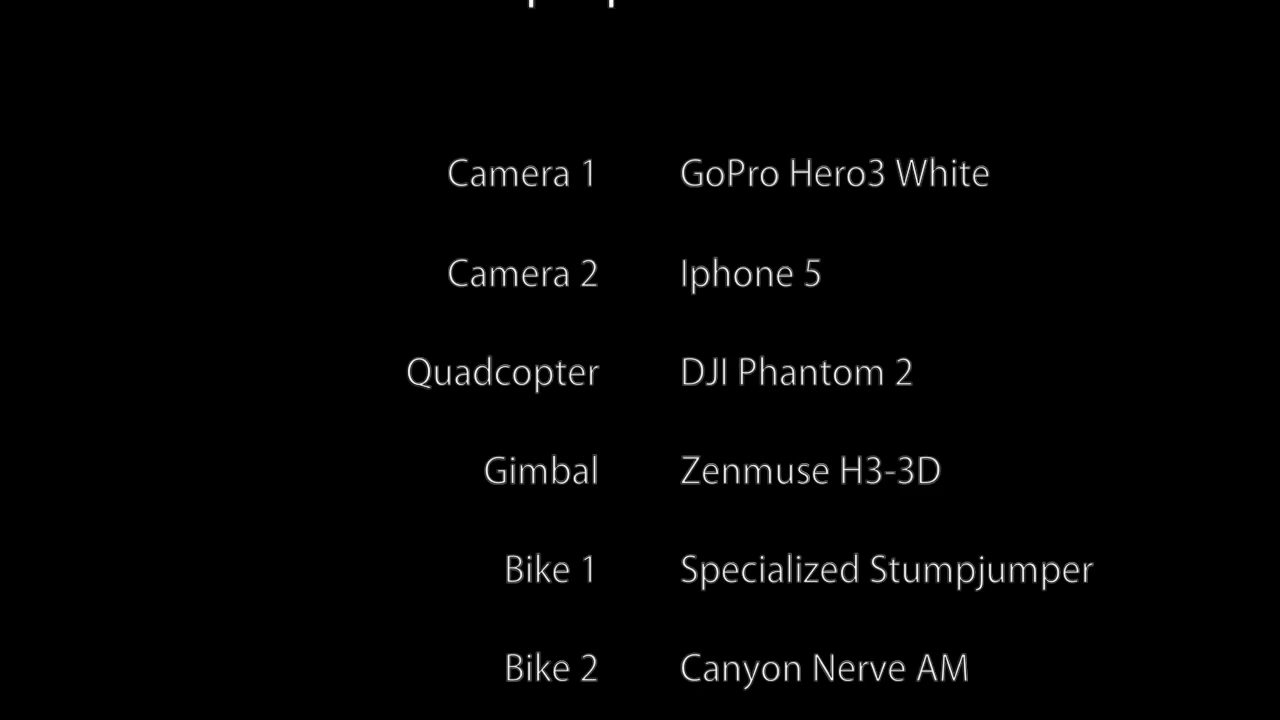 Camera 1 GoPro Hero3 White
Camera 2 Iphone 5
Quadcopter DJI Phantom 2
Gimbal Zenmuse H3-3D
Bike 1 Specialized Stumpjumper
Bike 2 Canyon Nerve AM